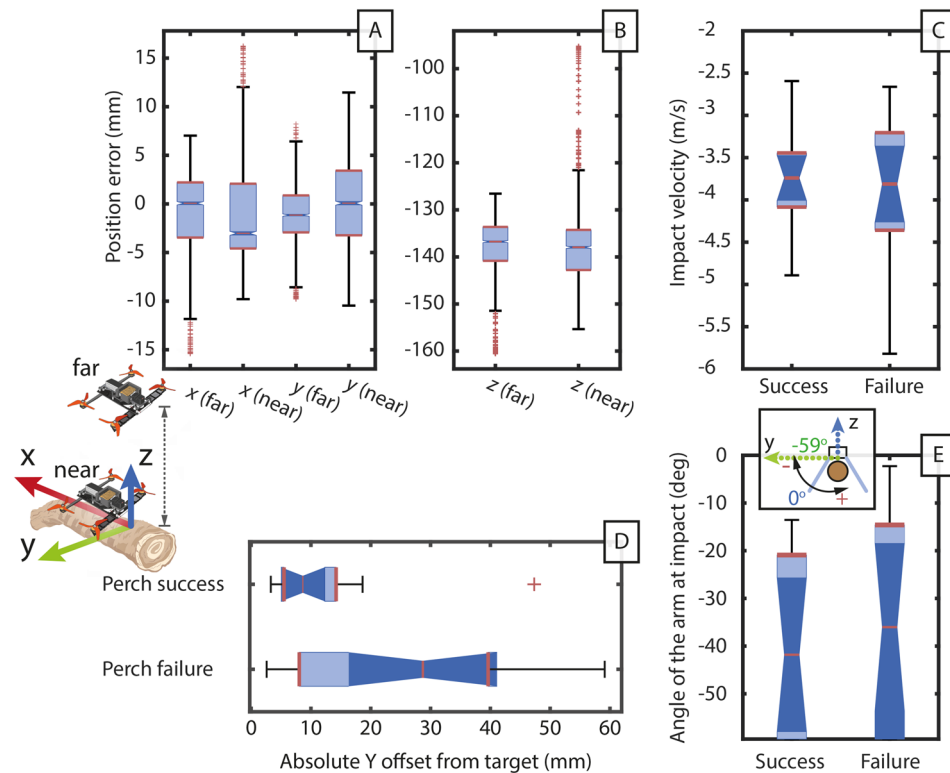 A
Position error (mm)
15
10
5
0
-5
-10
-15
x (far)
x (near)
y (far)
y (near)
B
-100
-110
-120
-130
-140
-150
-160
z (far)
z (near)
C
Impact velocity (m/s)
-2
-2.5
-3
-3.5
-4
-4.5
-5
-5.5
-6
Success
Failure
far
near
x
y
z
D
Perch success
Perch failure
0
10
20
30
40
50
60
Absolute Y offset from target (mm)
E
Angle of the arm at impact (deg)
0
-10
-20
-30
-40
-50
z
y
-59º
-
0º
+
Success
Failure